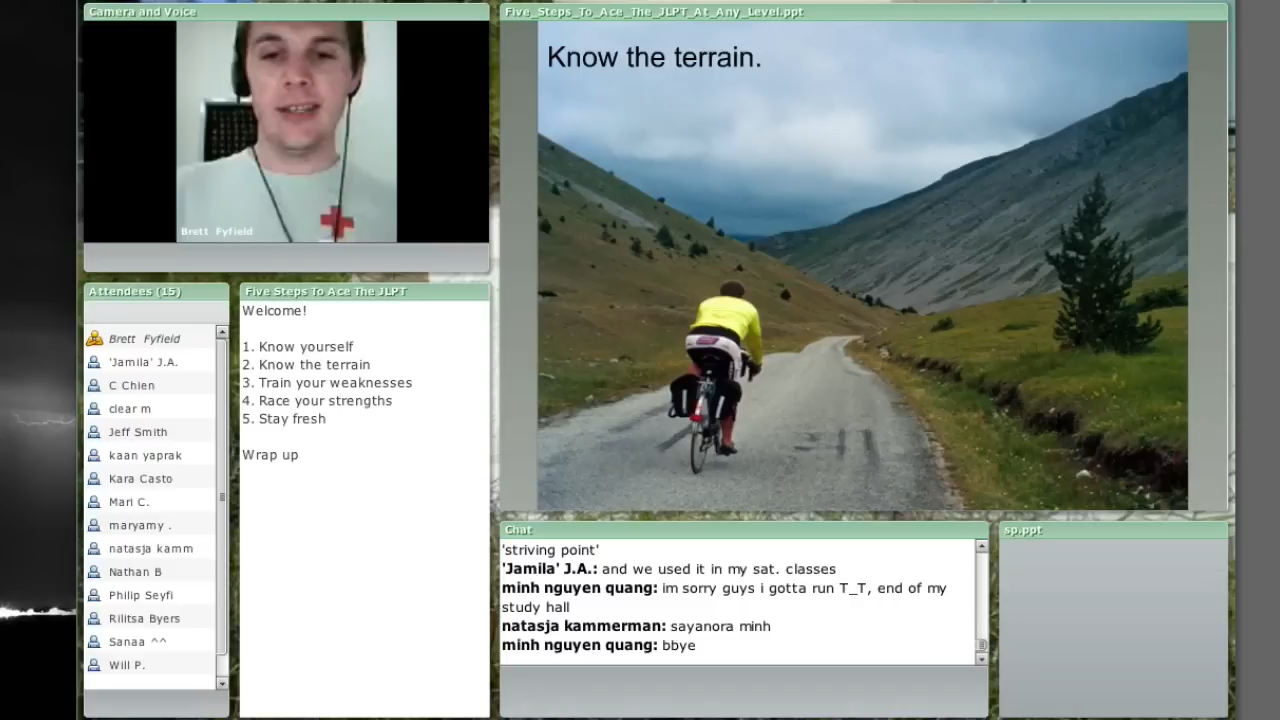 Camera and Voice
Brett Fyfield
Five_Steps_To_Ace_The_JLPT_At_Any_Level.ppt
Know the terrain.
Attendees (15)
Brett Fyfield
'Jamila' J.A.
C Chien
clear m
Jeff Smith
kaan yaprak
Kara Casto
Mari C.
maryamy .
natasja kamm
Nathan B
Philip Seyfi
Rilitsa Byers
Sanaa ^^
Will P.
Five Steps To Ace The JLPT
Welcome!
1. Know yourself
2. Know the terrain
3. Train your weaknesses
4. Race your strengths
5. Stay fresh
Wrap up
Chat
'striving point'
'Jamila' J.A.: and we used it in my sat. classes
minh nguyen quang: im sorry guys i gotta run T_T, end of my
study hall
natasja kammerman: sayanora minh
minh nguyen quang: bbye
sp.ppt